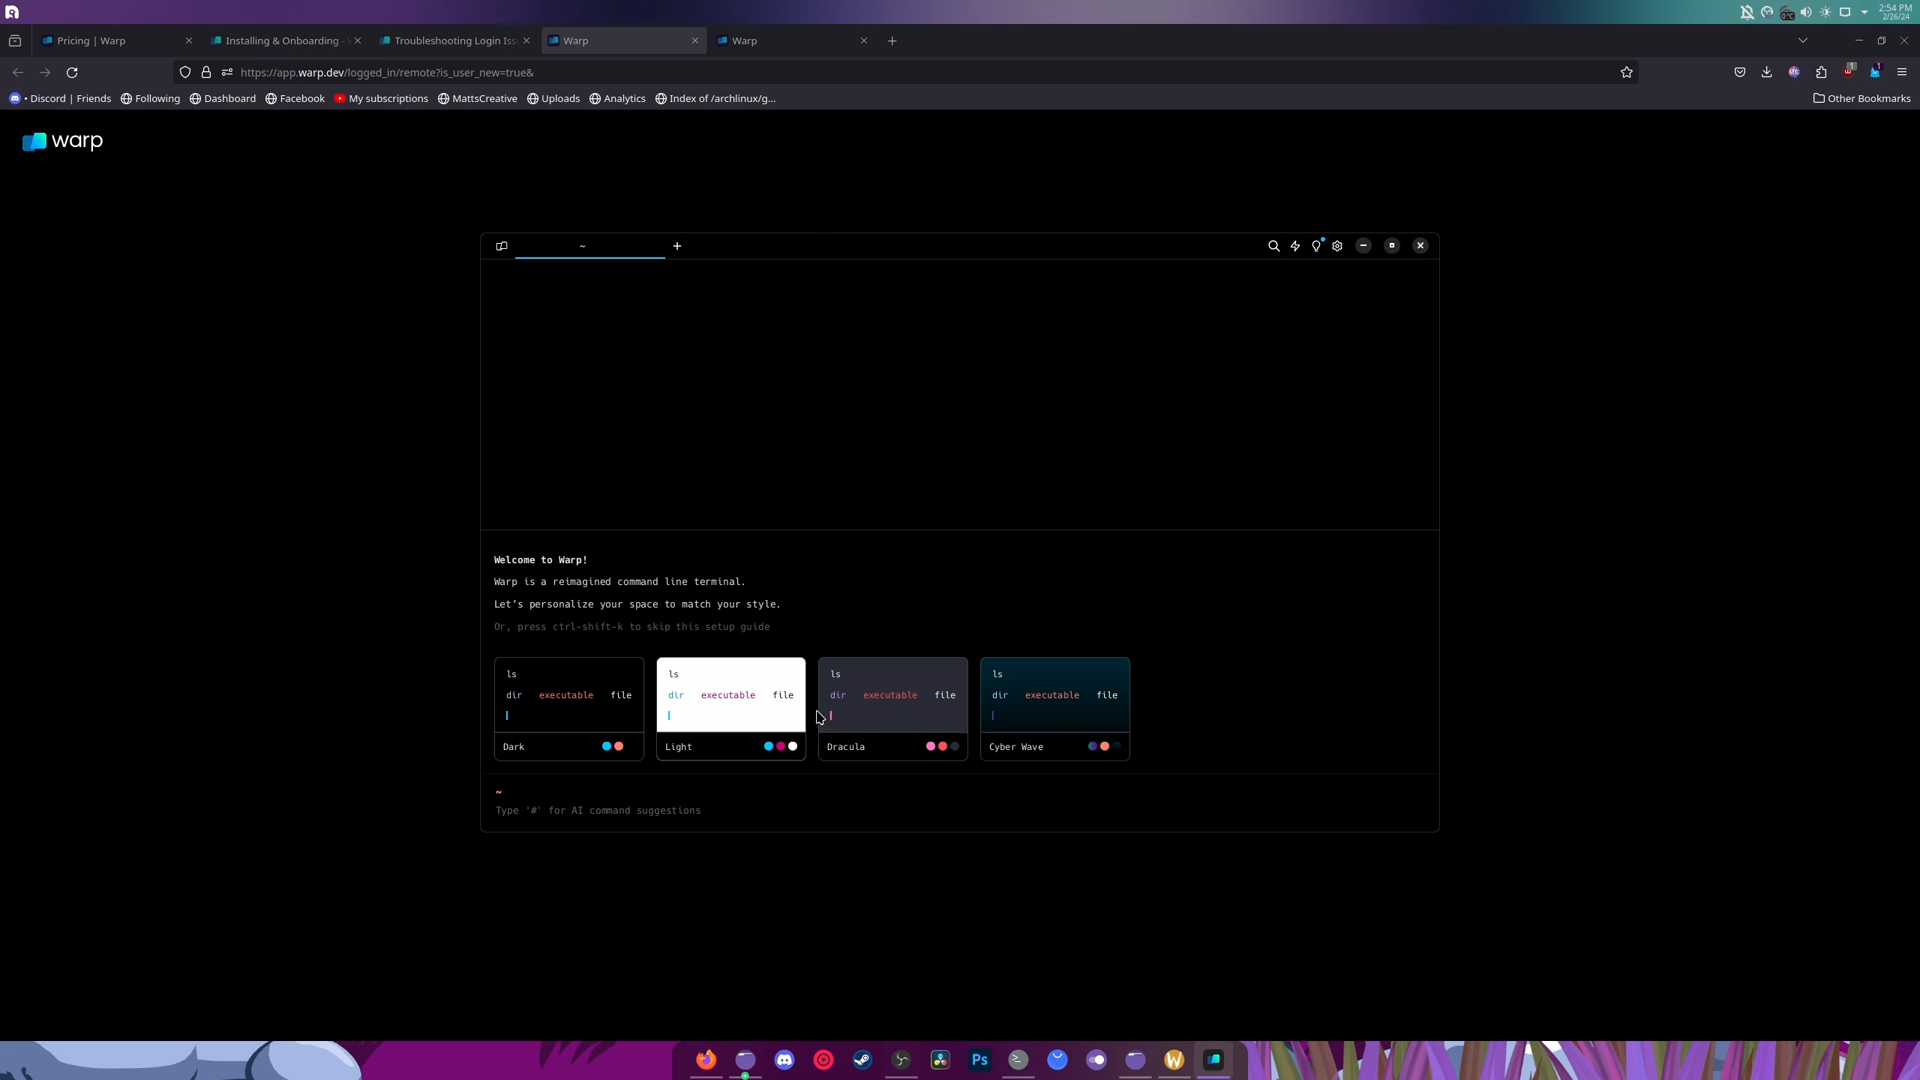 2:54 PM
2/26/24
Pricing | Warp
Installing & Onboarding -
Troubleshooting Login Iss
Warp
Warp
https://app.warp.dev/logged_in/remote?is_user_new=true&
• Discord | Friends
Following
Dashboard
Facebook
My subscriptions
MattsCreative
Uploads
Analytics
Index of /archlinux/g...
Other Bookmarks
warp
~
Welcome to Warp!
Warp is a reimagined command line terminal.
Let's personalize your space to match your style.
Or, press ctrl-shift-k to skip this setup guide
ls
dir executable file
Dark
ls
dir executable file
Light
ls
dir executable file
Dracula
ls
dir executable file
Cyber Wave
~
Type '#' for AI command suggestions
Ps
W